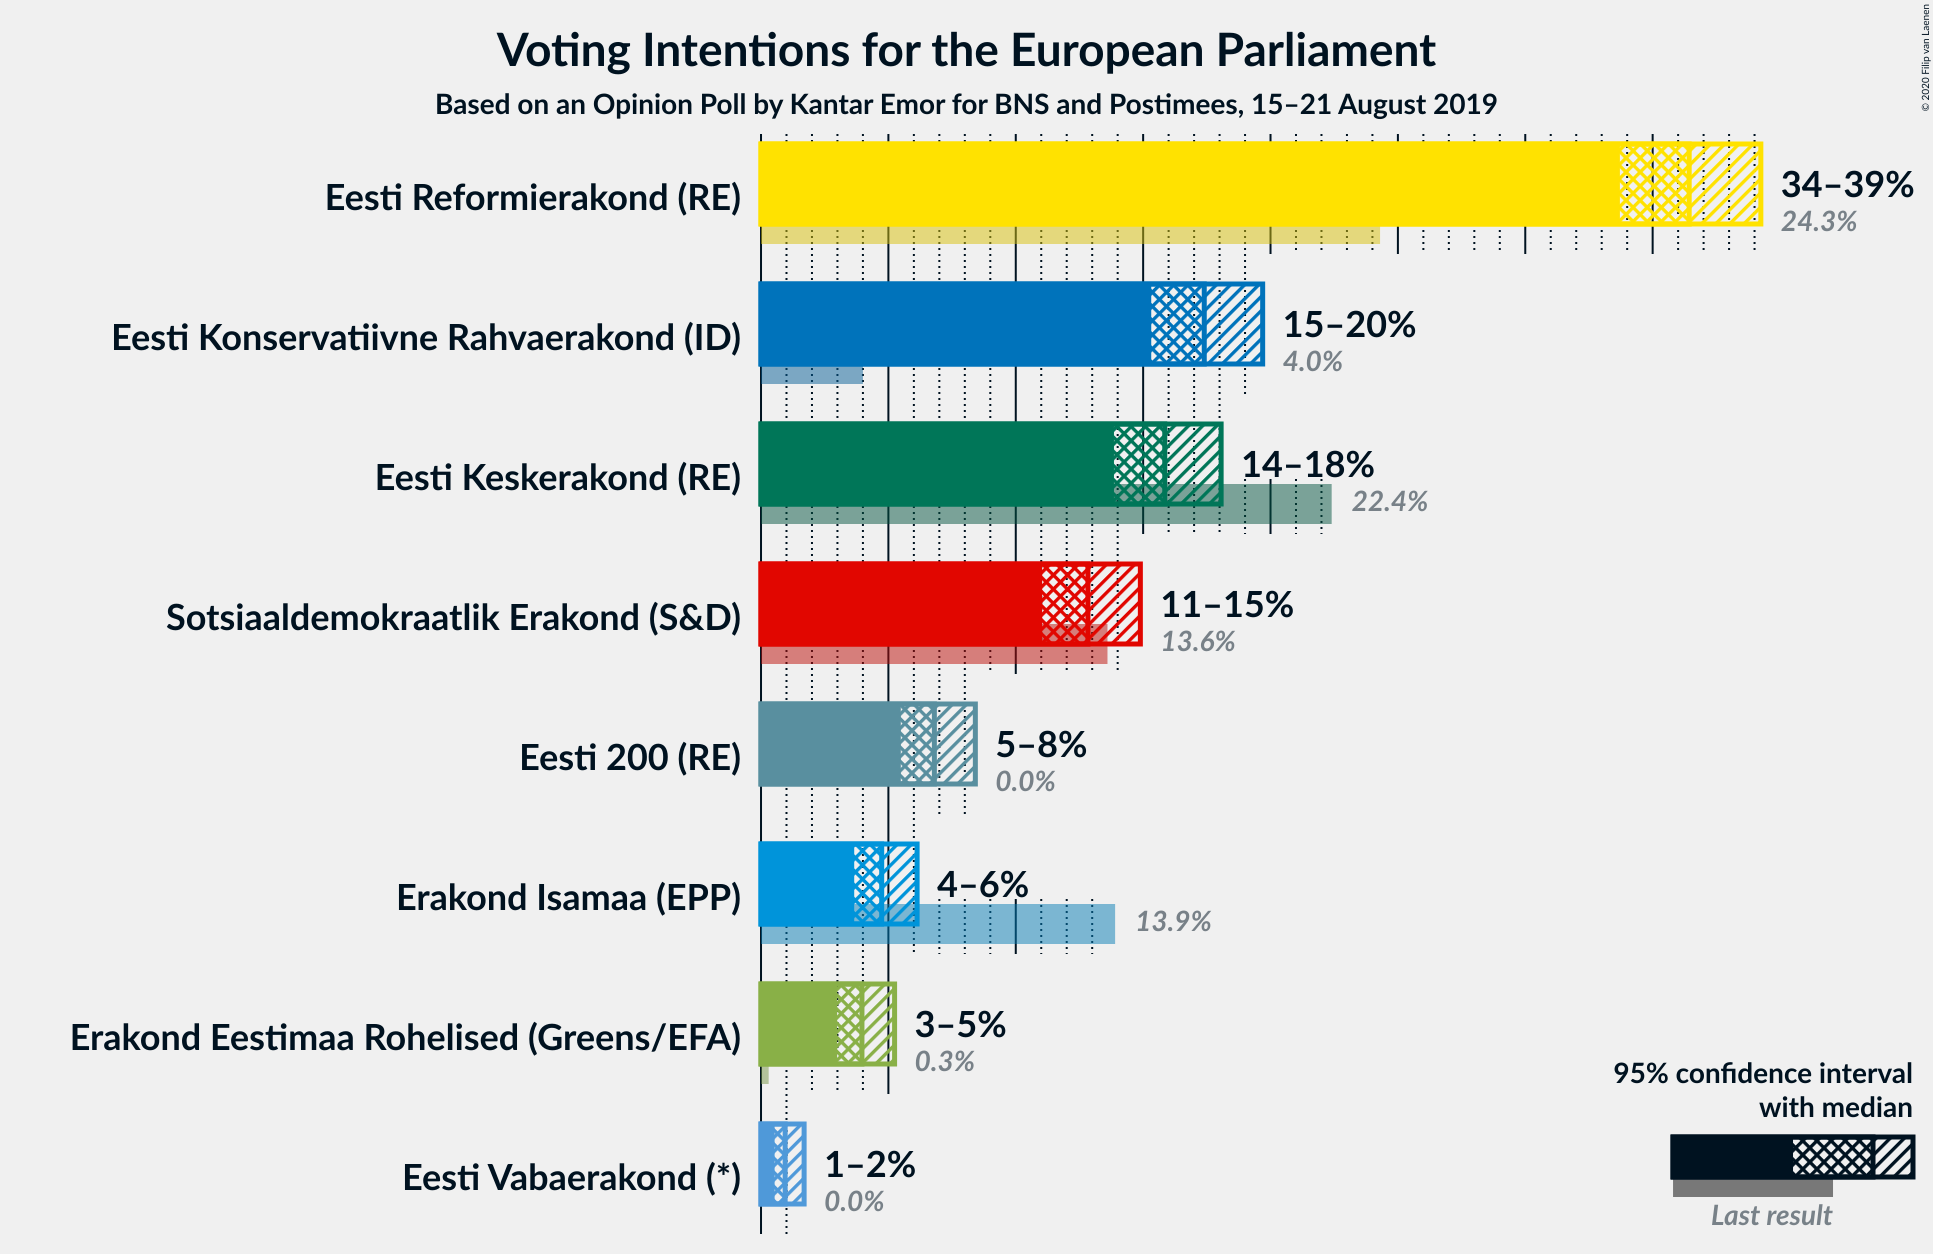 Voting Intentions for the European Parliament
Based on an Opinion Poll by Kantar Emor for BNS and Postimees, 15–21 August 2019
© 2020 Filip van Laenen
Eesti Reformierakond (RE)
34–39%
24.3%
Eesti Konservatiivne Rahvaerakond (ID)
15–20%
4.0%
Eesti Keskerakond (RE)
14–18%
22.4%
Sotsiaaldemokraatlik Erakond (S&D)
11–15%
13.6%
Eesti 200 (RE)
5–8%
0.0%
Erakond Isamaa (EPP)
4–6%
13.9%
Erakond Eestimaa Rohelised (Greens/EFA)
3–5%
0.3%
Eesti Vabaerakond (*)
1–2%
0.0%
95% confidence interval
with median
Last result